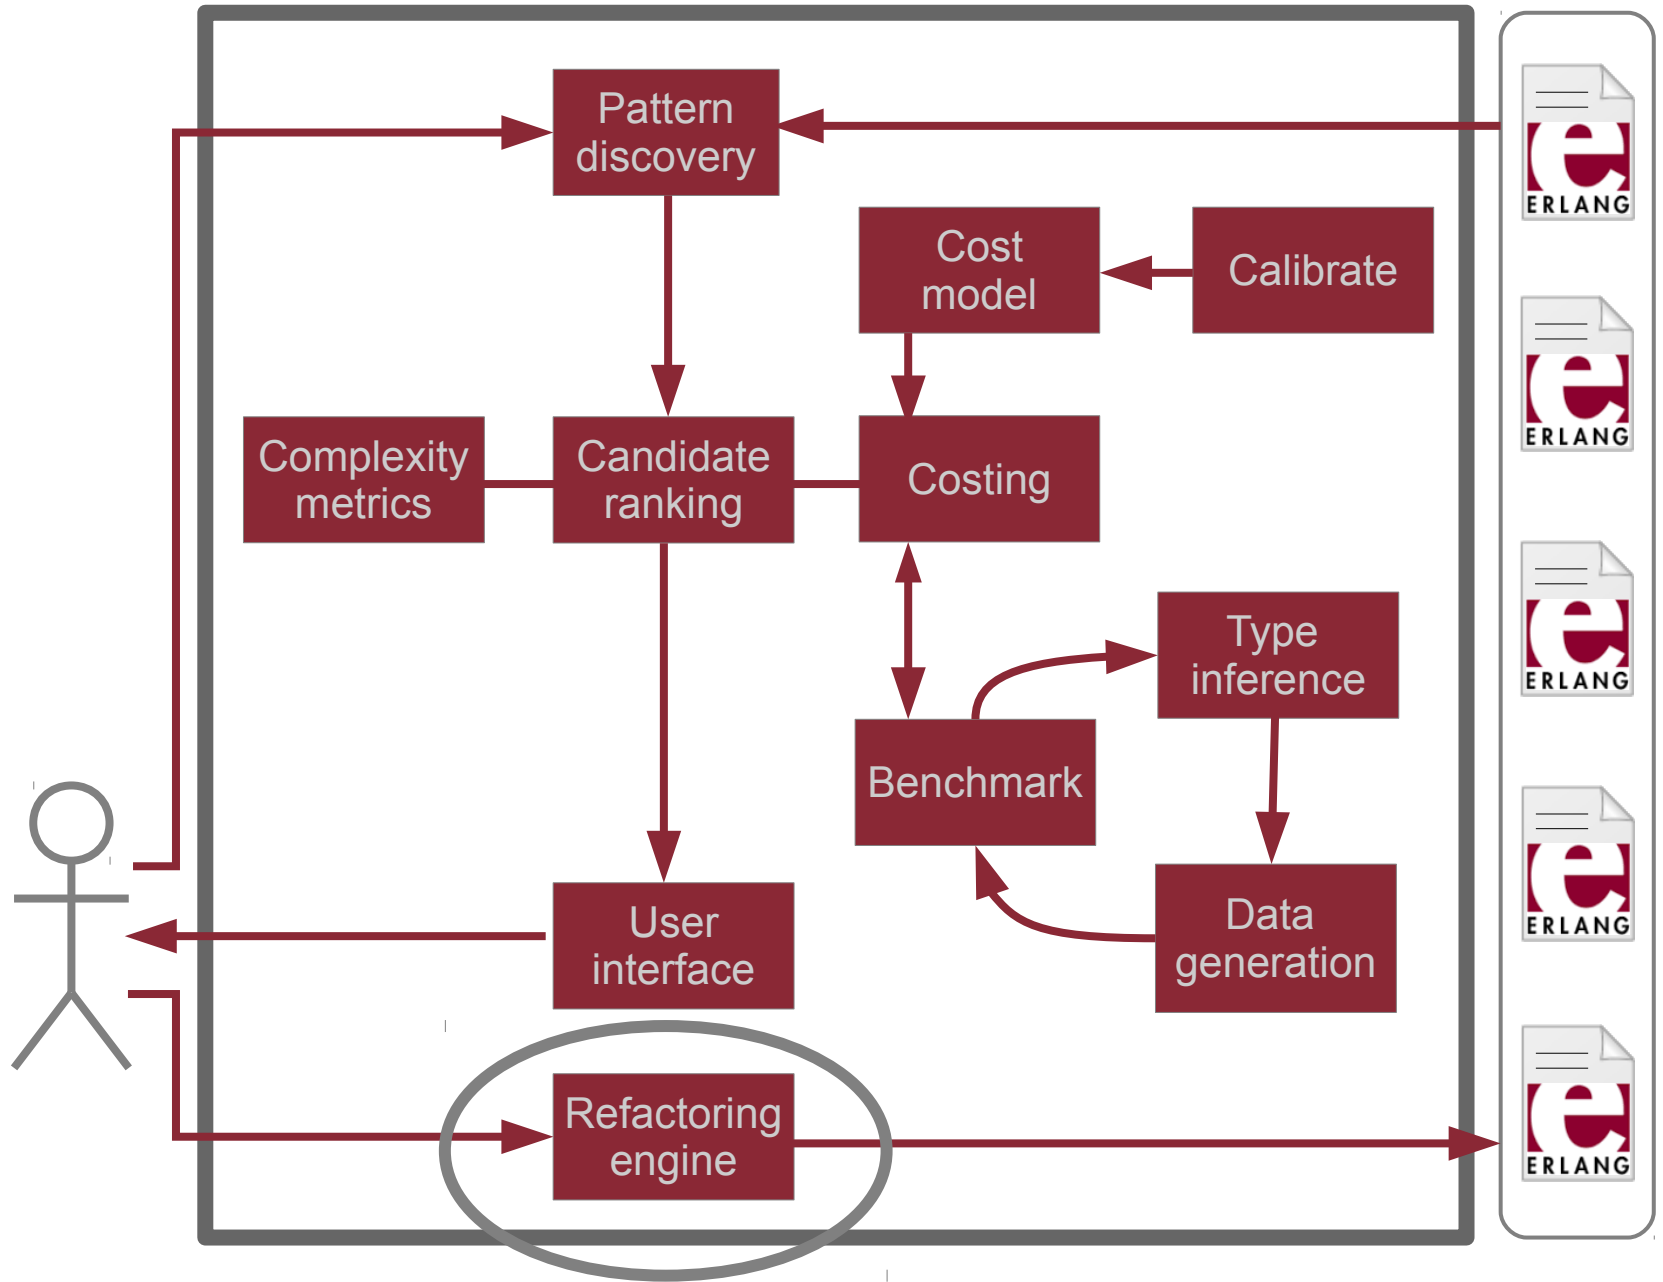 Pattern
discovery
ERLANG
Cost
model
Calibrate
ERLANG
Complexity
metrics
Candidate
ranking
Costing
Type
inference
ERLANG
Benchmark
User
interface
Data
generation
ERLANG
Refactoring
engine
ERLANG